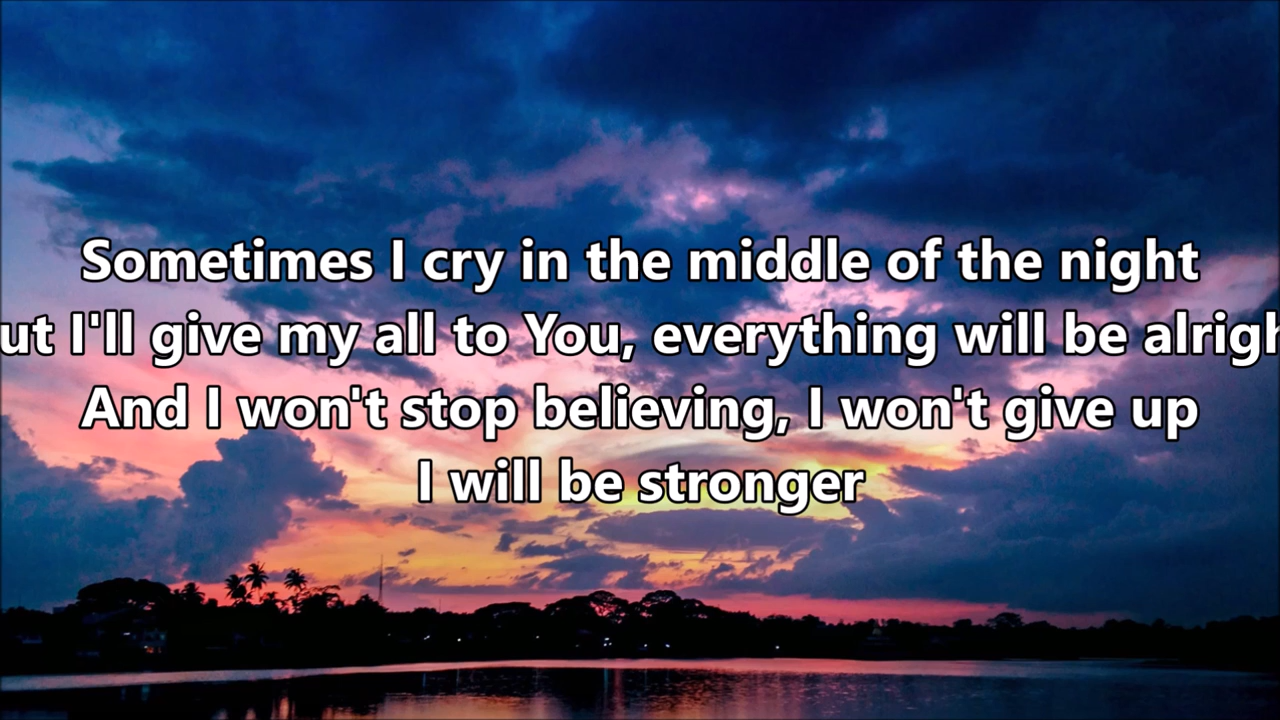 Sometimes I cry in the middle of the night
ut I'll give my all to You, everything will be alrigh
And I won't stop believing, I won't give up
I will be stronger